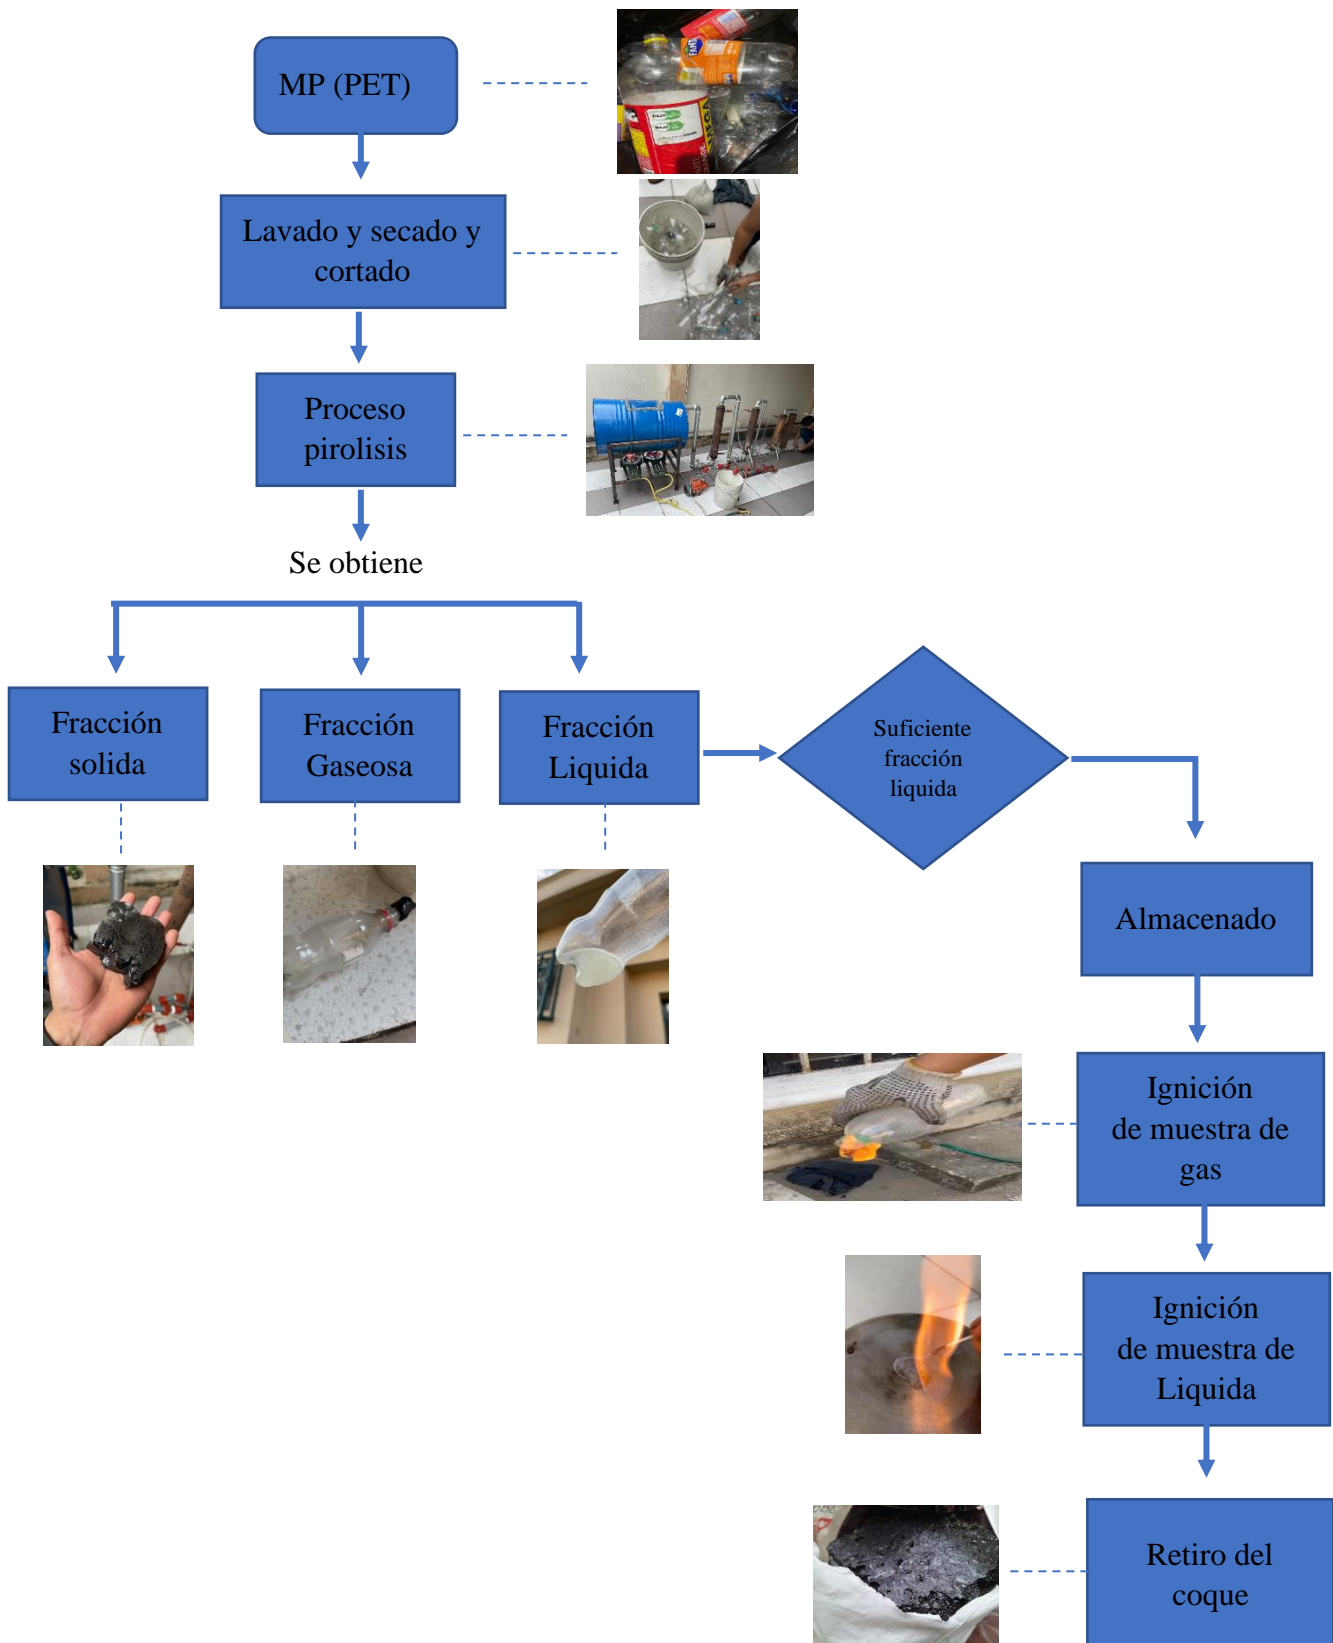 MP (PET)
FANTA
Lavado y secado y
cortado
Proceso
pirolisis
Se obtiene
Fracción
solida
Fracción
Gaseosa
Fracción
Liquida
Suficiente
fracción
liquida
Almacenado
Ignición
de muestra de
gas
Ignición
de muestra de
Liquida
Retiro del
coque